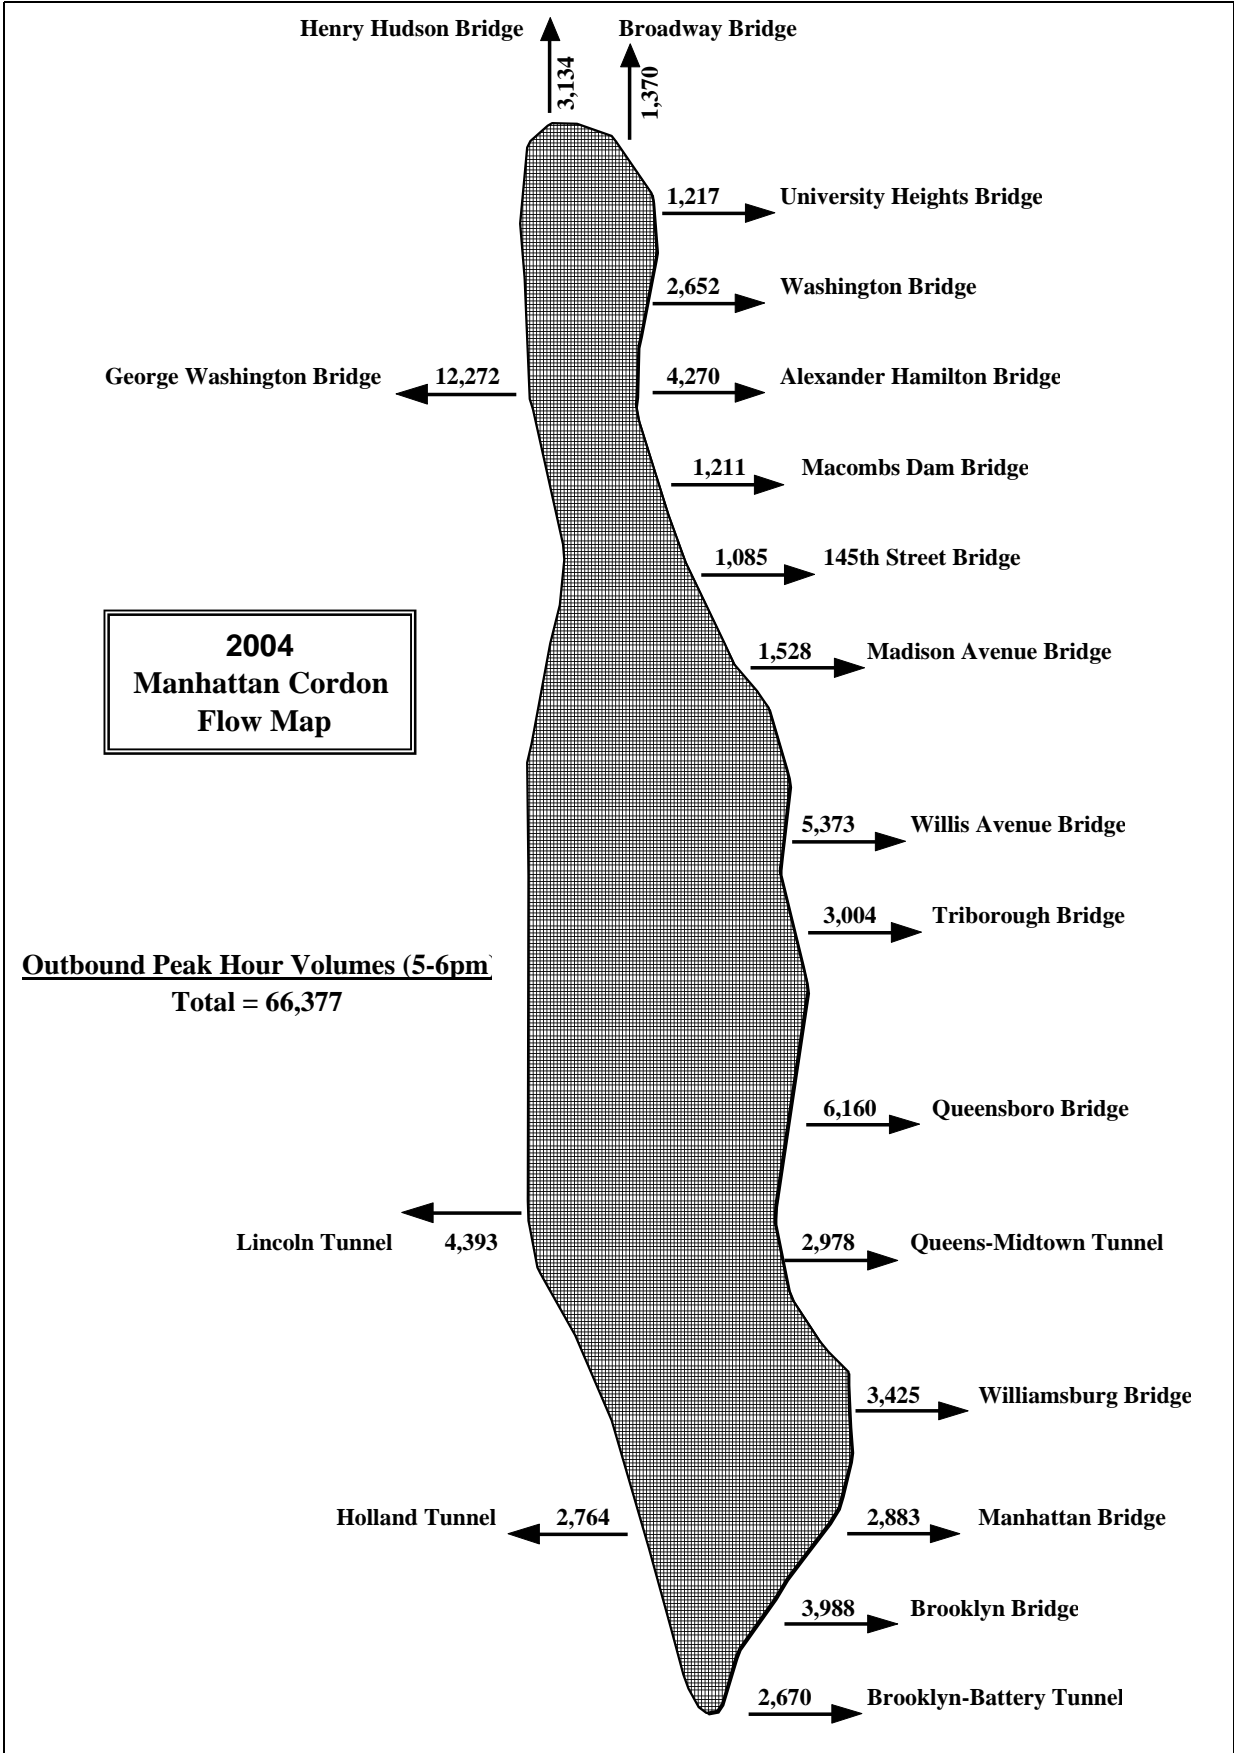 Henry Hudson Bridge
Broadway Bridge
3,134
1,370
1,217 University Heights Bridge
2,652 Washington Bridge
George Washington Bridge 12,272
4,270 Alexander Hamilton Bridge
1,211 Macombs Dam Bridge
1,085 145th Street Bridge
2004
Manhattan Cordon
Flow Map
1,528 Madison Avenue Bridge
5,373 Willis Avenue Bridge
3,004 Triborough Bridge
Outbound Peak Hour Volumes (5-6pm)
Total = 66,377
6,160 Queensboro Bridge
Lincoln Tunnel 4,393
2,978 Queens-Midtown Tunnel
3,425 Williamsburg Bridge
Holland Tunnel 2,764
2,883 Manhattan Bridge
3,988 Brooklyn Bridge
2,670 Brooklyn-Battery Tunnel